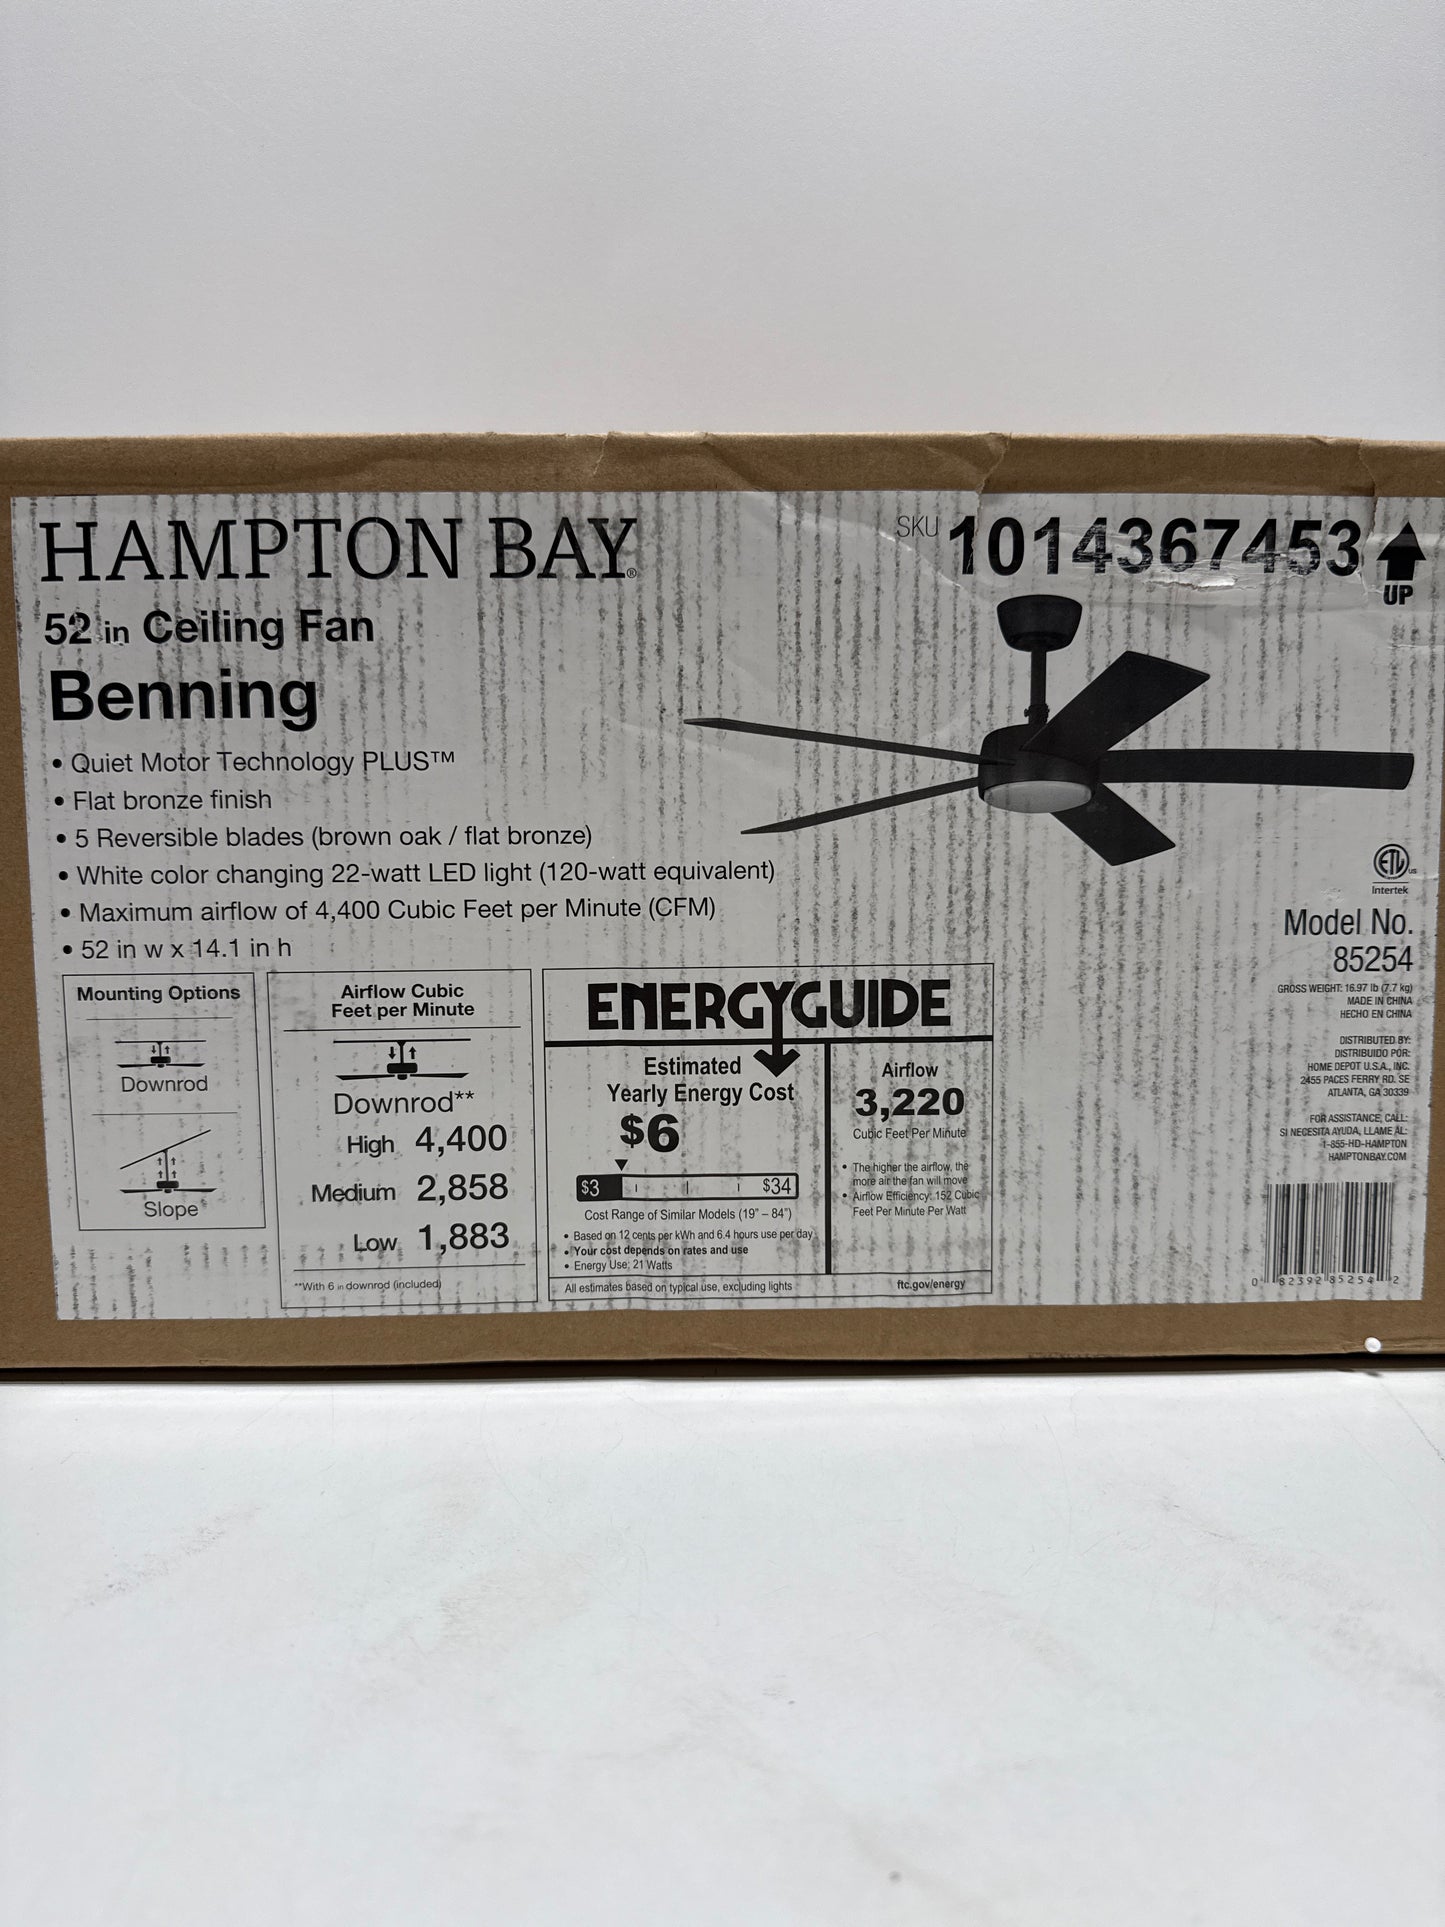 HAMPTON BAY®
SKU 1014367453
UP
52 in Ceiling Fan
Benning
• Quiet Motor Technology PLUS™
• Flat bronze finish
• 5 Reversible blades (brown oak / flat bronze)
• White color changing 22-watt LED light (120-watt equivalent)
• Maximum airflow of 4,400 Cubic Feet per Minute (CFM)
• 52 in w x 14.1 in h
Mounting Options
Downrod
Slope
Airflow Cubic
Feet per Minute
Downrod**
High 4,400
Medium 2,858
Low 1,883
**With 6 in downrod (included)
ENERGYGUIDE
Estimated
Yearly Energy Cost
$6
$3 $34
Cost Range of Similar Models (19" – 84")
• Based on 12 cents per kWh and 6.4 hours use per day
• Your cost depends on rates and use
• Energy Use: 21 Watts
All estimates based on typical use, excluding lights
Airflow
3,220
Cubic Feet Per Minute
• The higher the airflow, the
more air the fan will move
• Airflow Efficiency: 152 Cubic
Feet Per Minute Per Watt
ftc.gov/energy
ETL US
Intertek
Model No.
85254
GROSS WEIGHT: 16.97 lb (7.7 kg)
MADE IN CHINA
HECHO EN CHINA
DISTRIBUTED BY:
DISTRIBUIDO POR:
HOME DEPOT U.S.A., INC.
2455 PACES FERRY RD. SE
ATLANTA, GA 30339
FOR ASSISTANCE, CALL:
SI NECESITA AYUDA, LLAME AL:
1-855-HD-HAMPTON
HAMPTONBAY.COM
0 82392 85254 2